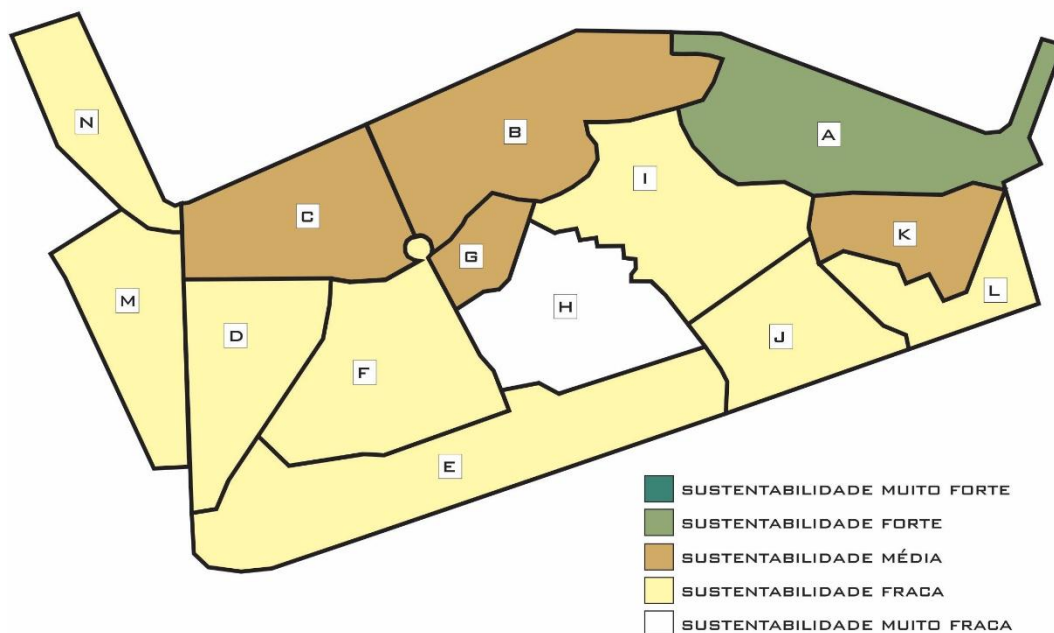 N
B
A
I
C
G
K
M
L
H
D
J
F
E
SUSTENTABILIDADE MUITO FORTE
SUSTENTABILIDADE FORTE
SUSTENTABILIDADE MÉDIA
SUSTENTABILIDADE FRACA
SUSTENTABILIDADE MUITO FRACA